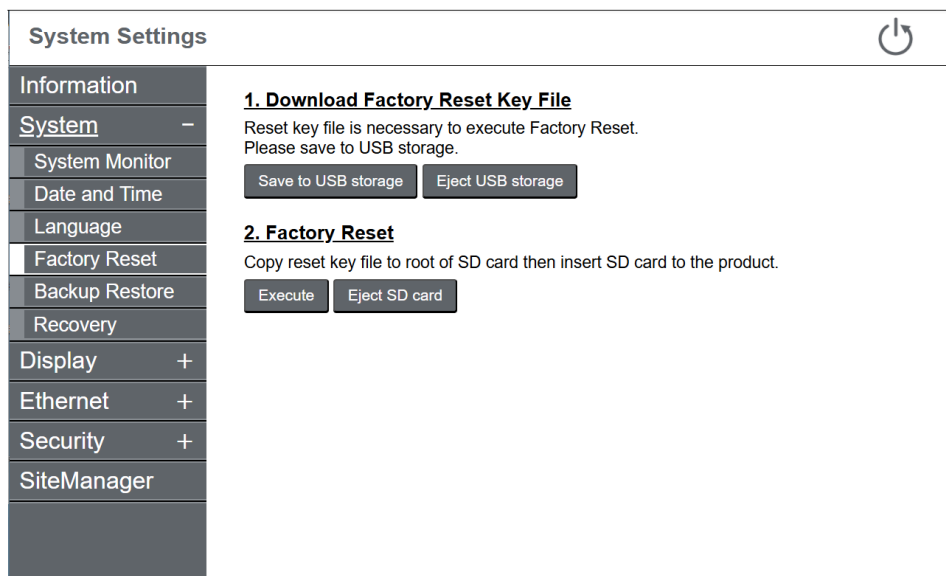 System Settings
Information
System −
System Monitor
Date and Time
Language
Factory Reset
Backup Restore
Recovery
Display +
Ethernet +
Security +
SiteManager
1. Download Factory Reset Key File
Reset key file is necessary to execute Factory Reset.
Please save to USB storage.
Save to USB storage Eject USB storage
2. Factory Reset
Copy reset key file to root of SD card then insert SD card to the product.
Execute Eject SD card